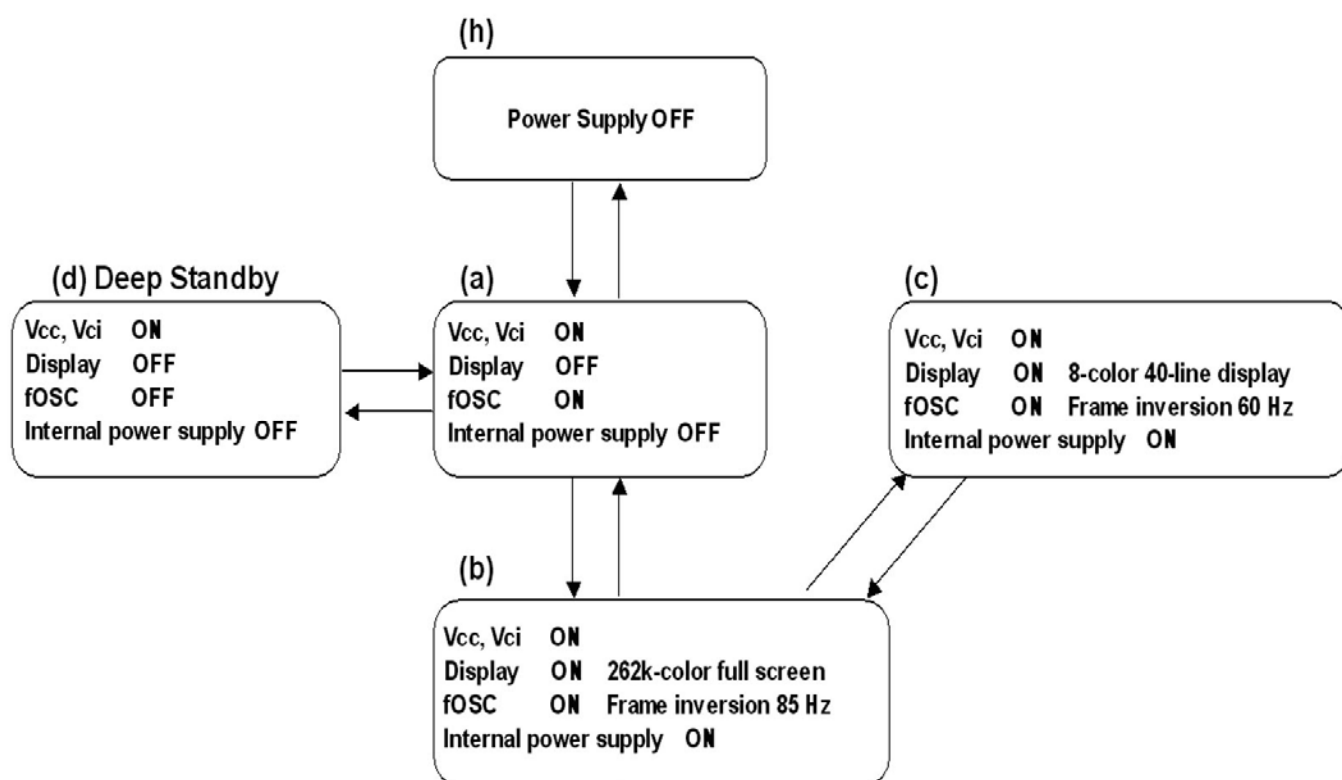 (h)
Power Supply OFF
(d) Deep Standby
Vcc, Vci ON
Display OFF
fOSC OFF
Internal power supply OFF
(a)
Vcc, Vci ON
Display OFF
fOSC ON
Internal power supply OFF
(c)
Vcc, Vci ON
Display ON 8-color 40-line display
fOSC ON Frame inversion 60 Hz
Internal power supply ON
(b)
Vcc, Vci ON
Display ON 262k-color full screen
fOSC ON Frame inversion 85 Hz
Internal power supply ON